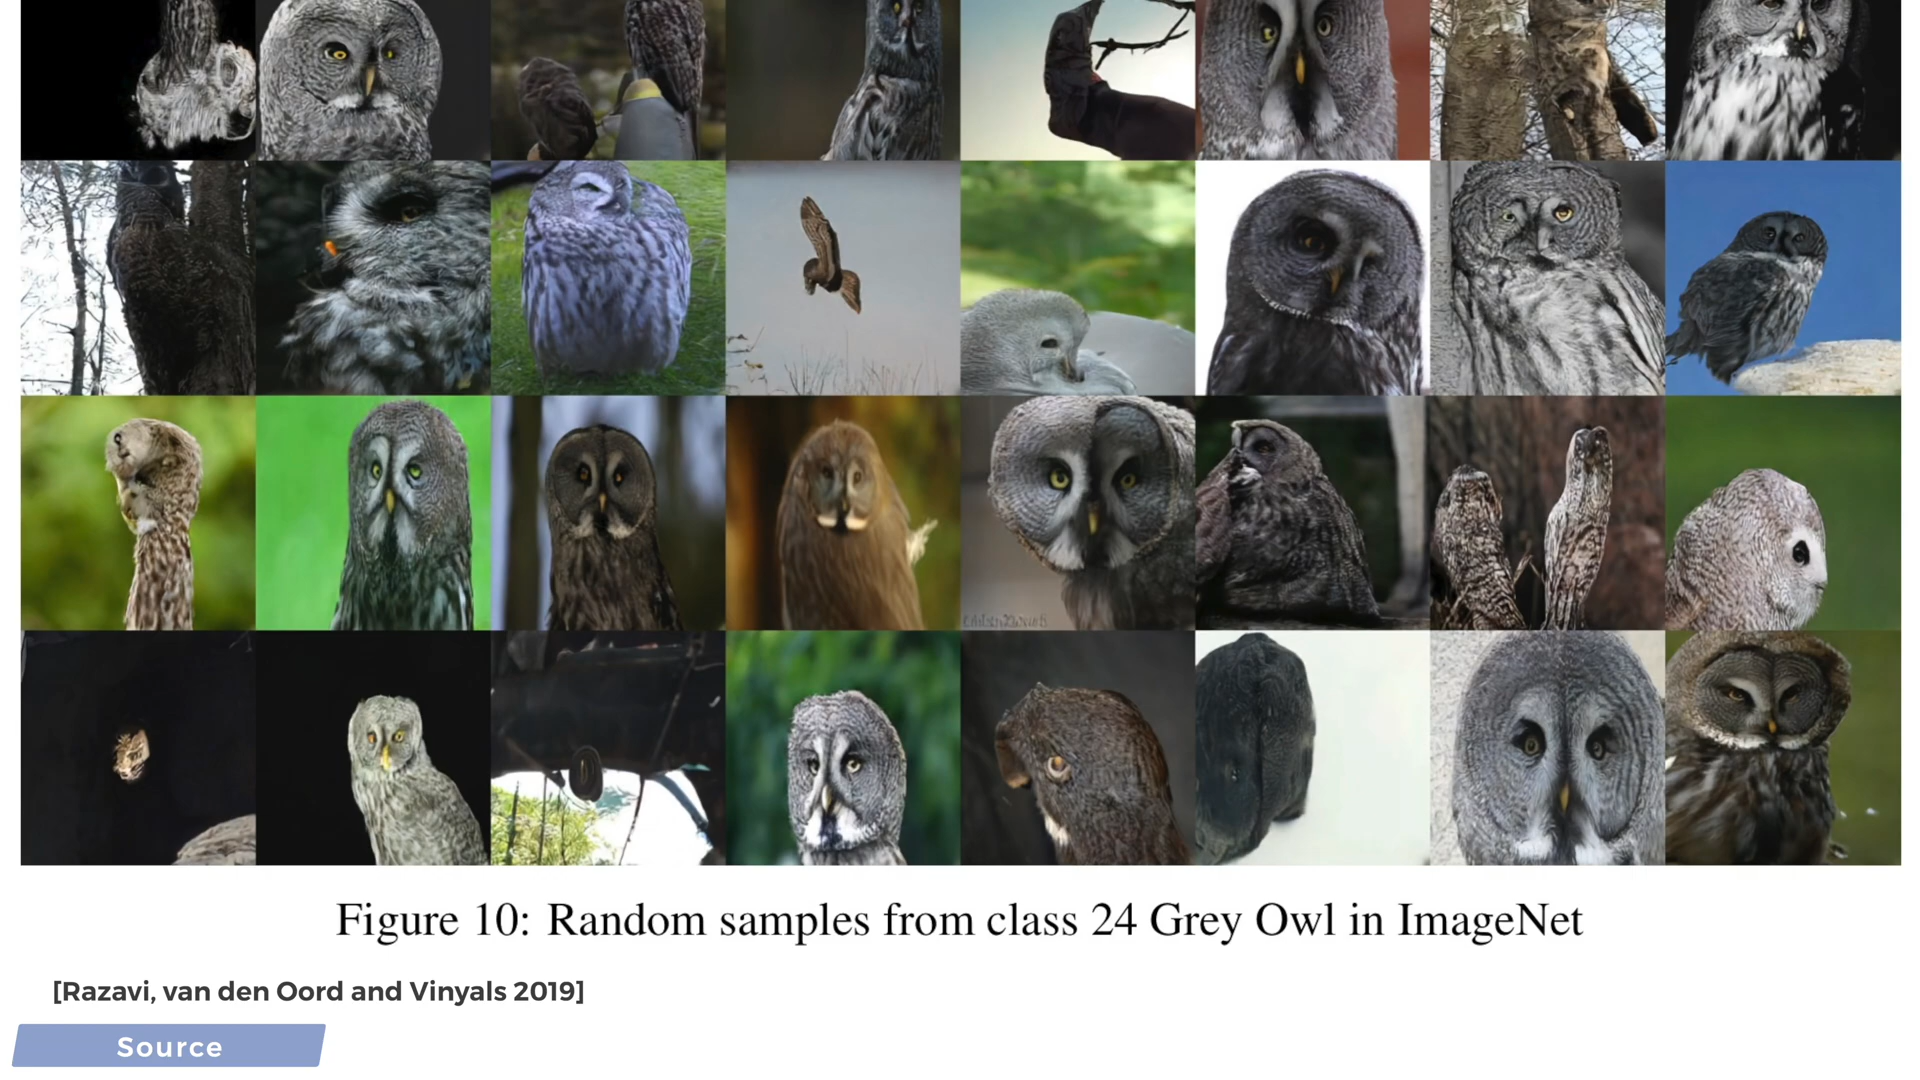 Figure 10: Random samples from class 24 Grey Owl in ImageNet
[Razavi, van den Oord and Vinyals 2019]
Source